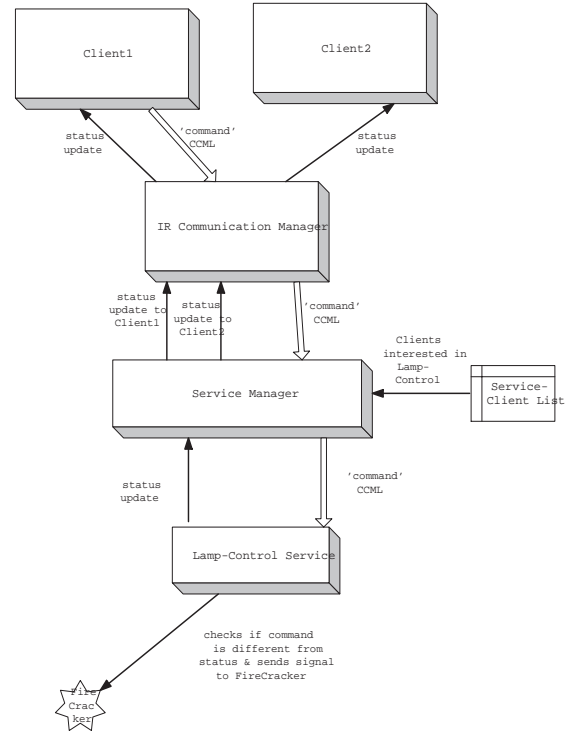 Client1
Client2
status
update
'command'
CCML
status
update
IR Communication Manager
status
update to
Client1
status
update to
Client2
'command'
CCML
Clients
interested in
Lamp-
Control
Service-
Client List
Service Manager
status
update
'command'
CCML
Lamp-Control Service
checks if command
is different from
status & sends signal
to FireCracker
Fire
Crac
ker